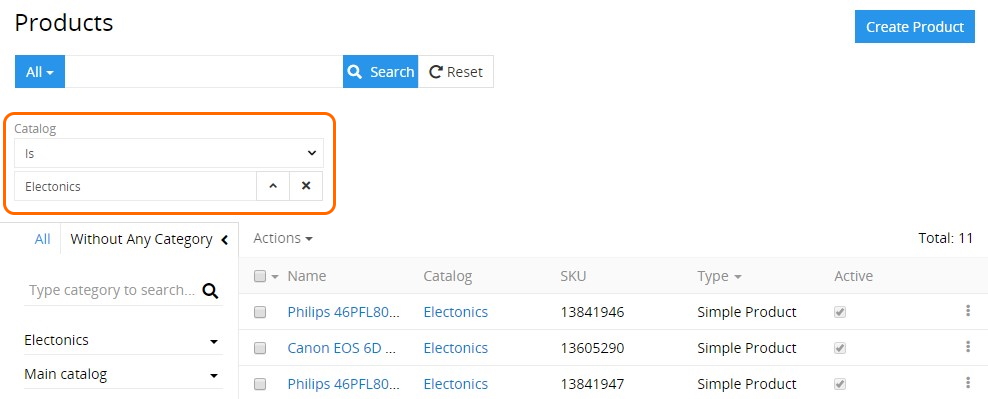 Products
Create Product
All
Search
Reset
Catalog
Is
Electonics
All Without Any Category
Actions
Total: 11
Type category to search...
Name Catalog SKU Type Active
Electonics
Main catalog
Philips 46PFL80... Electonics 13841946 Simple Product
Canon EOS 6D ... Electonics 13605290 Simple Product
Philips 46PFL80... Electonics 13841947 Simple Product